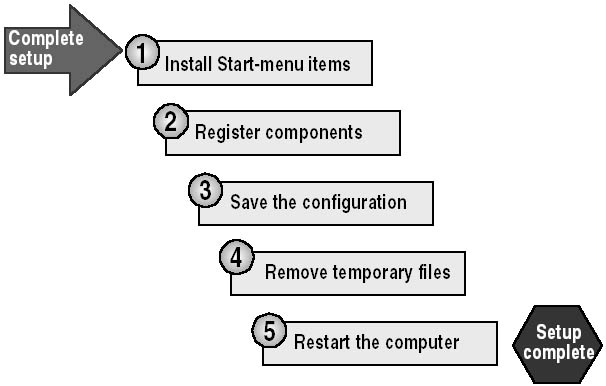 Complete
setup
1
Install Start-menu items
2
Register components
3
Save the configuration
4
Remove temporary files
5
Restart the computer
Setup
complete